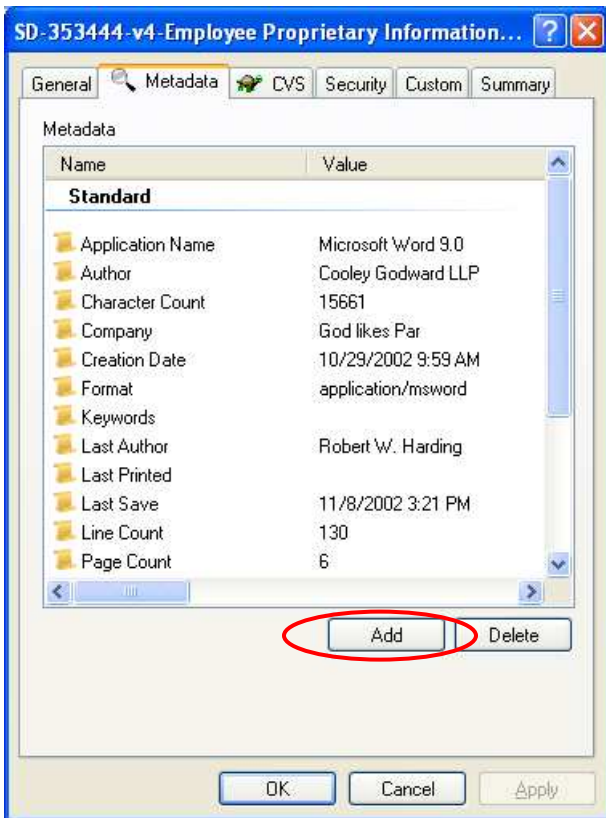 SD-353444-v4-Employee Proprietary Information...
General Metadata CVS Security Custom Summary
Metadata
Name Value
Standard
Application Name Microsoft Word 9.0
Author Cooley Godward LLP
Character Count 15661
Company God likes Par
Creation Date 10/29/2002 9:59 AM
Format application/msword
Keywords
Last Author Robert W. Harding
Last Printed
Last Save 11/8/2002 3:21 PM
Line Count 130
Page Count 6
Add Delete
OK Cancel Apply